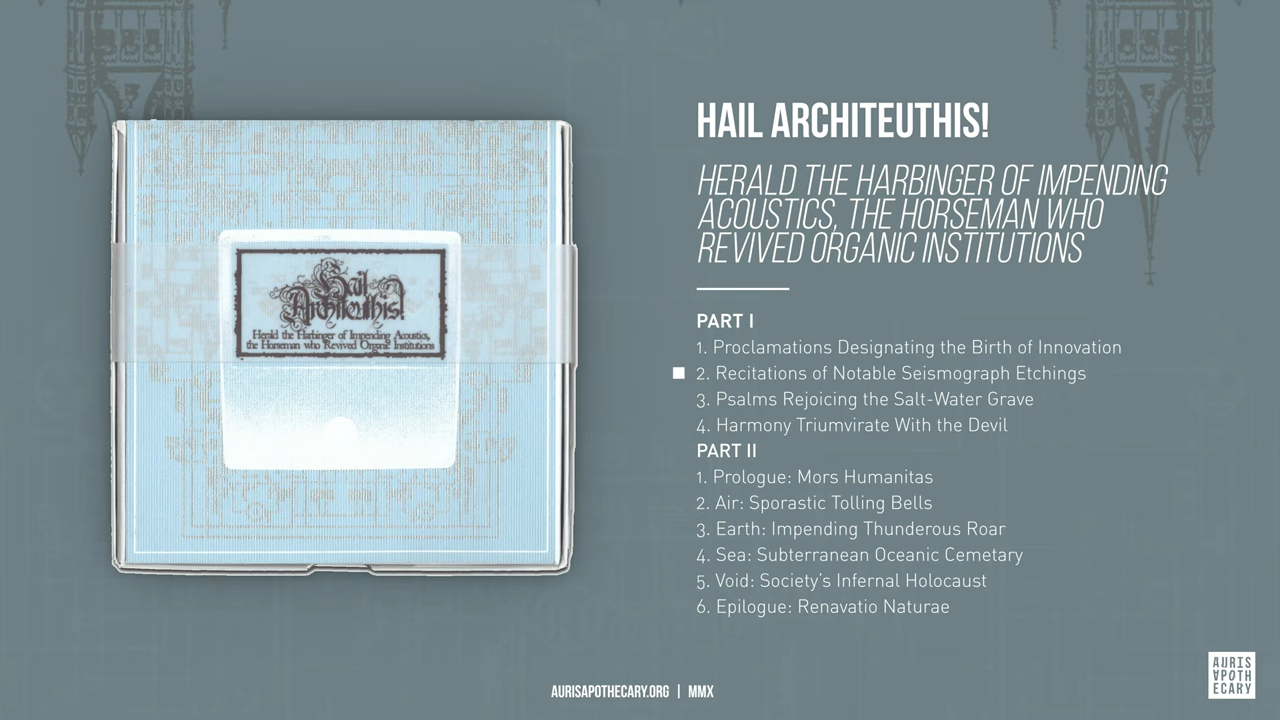 Hail
Architeuthis!
Herald the Harbinger of Impending Acoustics,
the Horseman who Revived Organic Institutions
HAIL ARCHITEUTHIS!
HERALD THE HARBINGER OF IMPENDING
ACOUSTICS, THE HORSEMAN WHO
REVIVED ORGANIC INSTITUTIONS
PART I
1. Proclamations Designating the Birth of Innovation
2. Recitations of Notable Seismograph Etchings
3. Psalms Rejoicing the Salt-Water Grave
4. Harmony Triumvirate With the Devil
PART II
1. Prologue: Mors Humanitas
2. Air: Sporastic Tolling Bells
3. Earth: Impending Thunderous Roar
4. Sea: Subterranean Oceanic Cemetary
5. Void: Society's Infernal Holocaust
6. Epilogue: Renavatio Naturae
AURISAPOTHECARY.ORG | MMX
AURIS
APOTH
ECARY